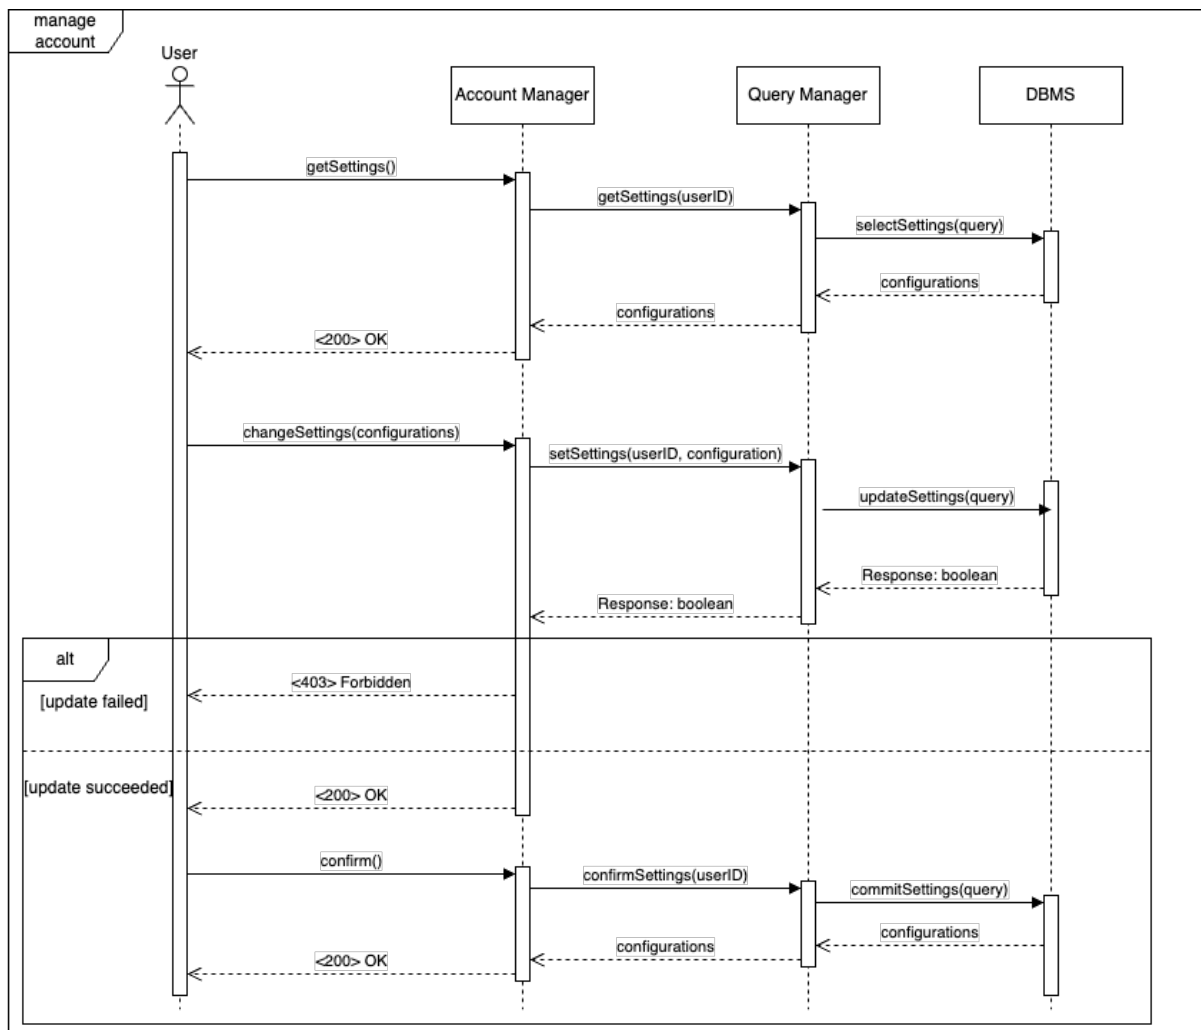 manage
account
User
Account Manager
Query Manager
DBMS
getSettings()
getSettings(userID)
selectSettings(query)
configurations
configurations
<200> OK
changeSettings(configurations)
setSettings(userID, configuration)
updateSettings(query)
Response: boolean
Response: boolean
alt
<403> Forbidden
[update failed]
[update succeeded]
<200> OK
confirm()
confirmSettings(userID)
commitSettings(query)
configurations
configurations
<200> OK